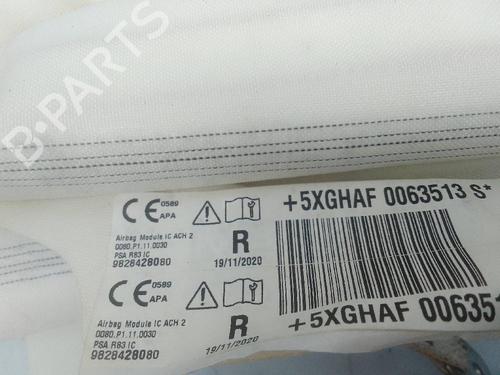 B-PARTS
CE 0589
APA
Airbag Module IC ACH 2
0080.P1.11.0030
PSA R83 IC
9828428080
R
19/11/2020
+5XGHAF 0063513 S*
CE 0589
APA
Airbag Module IC ACH 2
0080.P1.11.0030
PSA R83 IC
9828428080
R
19/11/2020
+5XGHAF 006351